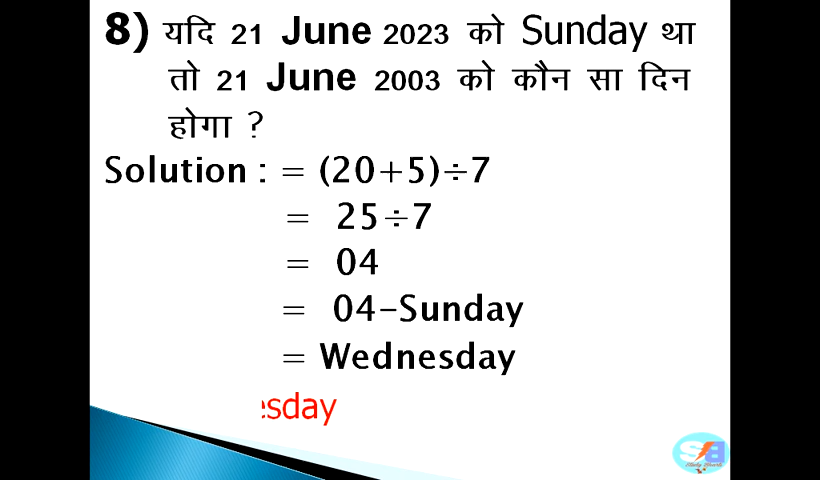 8) यदि 21 June 2023 को Sunday था
तो 21 June 2003 को कौन सा दिन
होगा ?
Solution : = (20+5)÷7
= 25÷7
= 04
= 04-Sunday
= Wednesday
esday